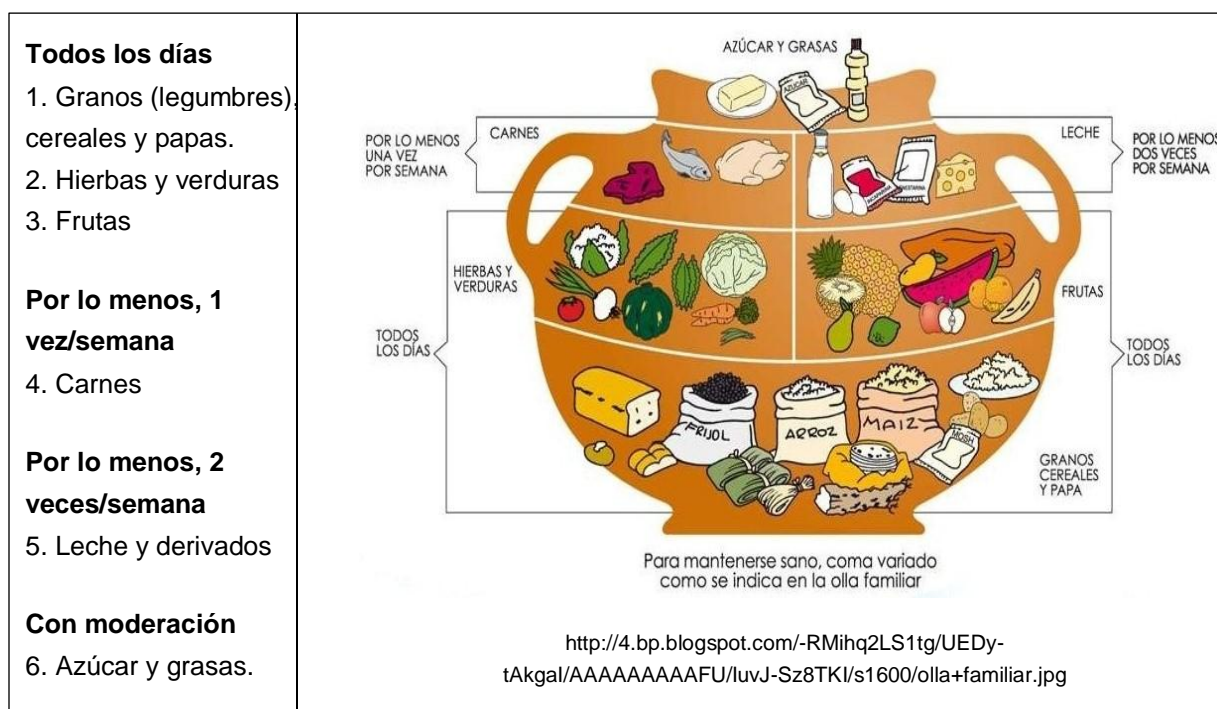 Todos los días
1. Granos (legumbres),
cereales y papas.
2. Hierbas y verduras
3. Frutas
Por lo menos, 1
vez/semana
4. Carnes
Por lo menos, 2
veces/semana
5. Leche y derivados
Con moderación
6. Azúcar y grasas.
AZÚCAR Y GRASAS
AZUCAR
POR LO MENOS
UNA VEZ
POR SEMANA
CARNES
LECHE
POR LO MENOS
DOS VECES
POR SEMANA
INCAPARINA
HIERBAS Y
VERDURAS
FRUTAS
TODOS
LOS DÍAS
TODOS
LOS DÍAS
FRIJOL
ARROZ
MAIZ
MOSH
GRANOS
CEREALES
Y PAPA
Para mantenerse sano, coma variado
como se indica en la olla familiar
http://4.bp.blogspot.com/-RMihq2LS1tg/UEDy-
tAkgaI/AAAAAAAAAFU/IuvJ-Sz8TKI/s1600/olla+familiar.jpg